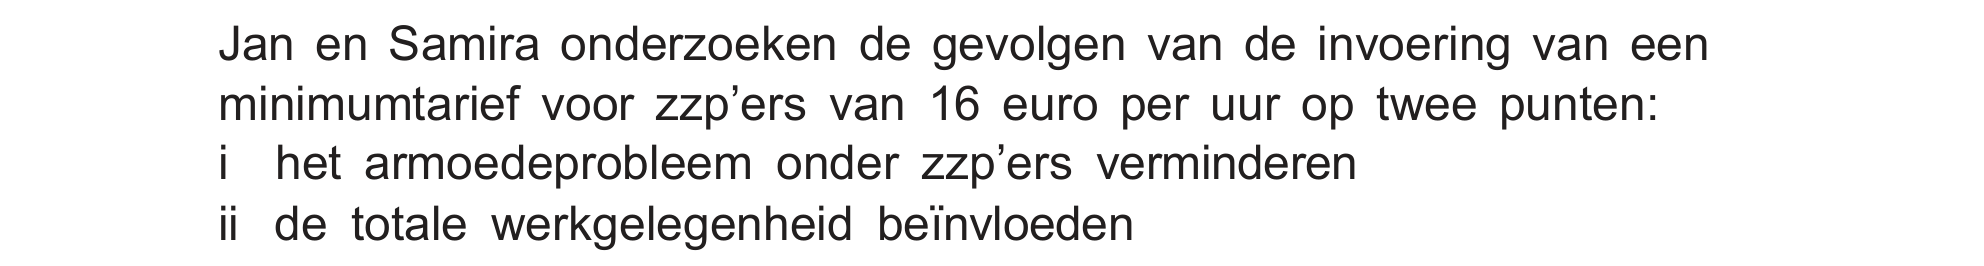 Jan en Samira onderzoeken de gevolgen van de invoering van een
minimumtarief voor zzp’ers van 16 euro per uur op twee punten:
i het armoedeprobleem onder zzp’ers verminderen
ii de totale werkgelegenheid beïnvloeden